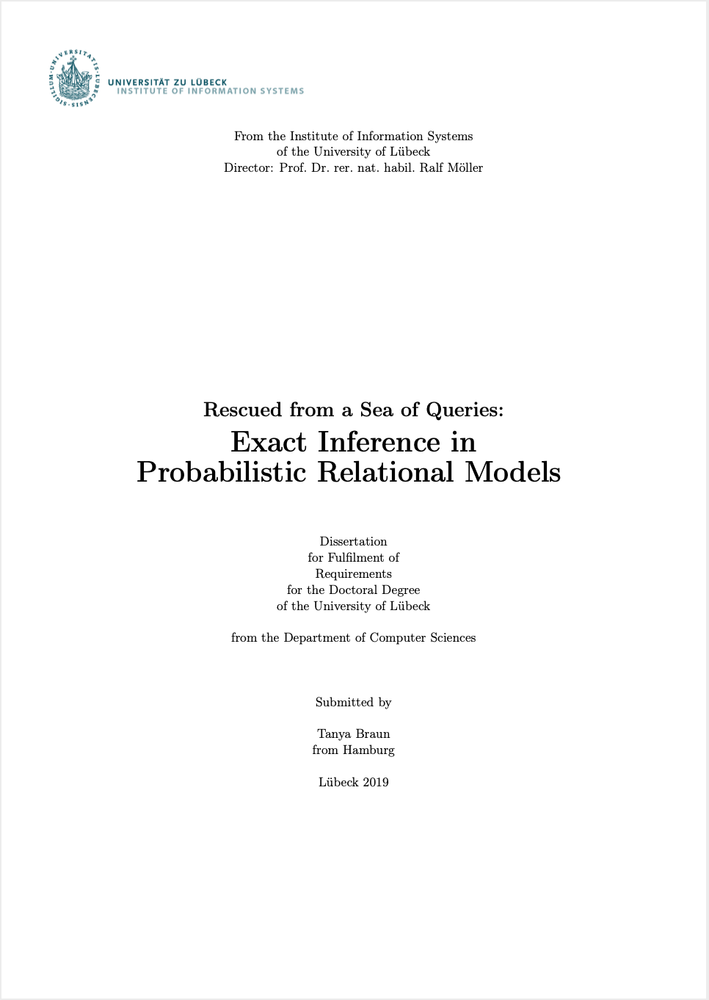 SIGILLUM·UNIVERSITATIS·LUBECENSIS·
UNIVERSITÄT ZU LÜBECK
INSTITUTE OF INFORMATION SYSTEMS
From the Institute of Information Systems
of the University of Lübeck
Director: Prof. Dr. rer. nat. habil. Ralf Möller
Rescued from a Sea of Queries:
Exact Inference in
Probabilistic Relational Models
Dissertation
for Fulfilment of
Requirements
for the Doctoral Degree
of the University of Lübeck
from the Department of Computer Sciences
Submitted by
Tanya Braun
from Hamburg
Lübeck 2019